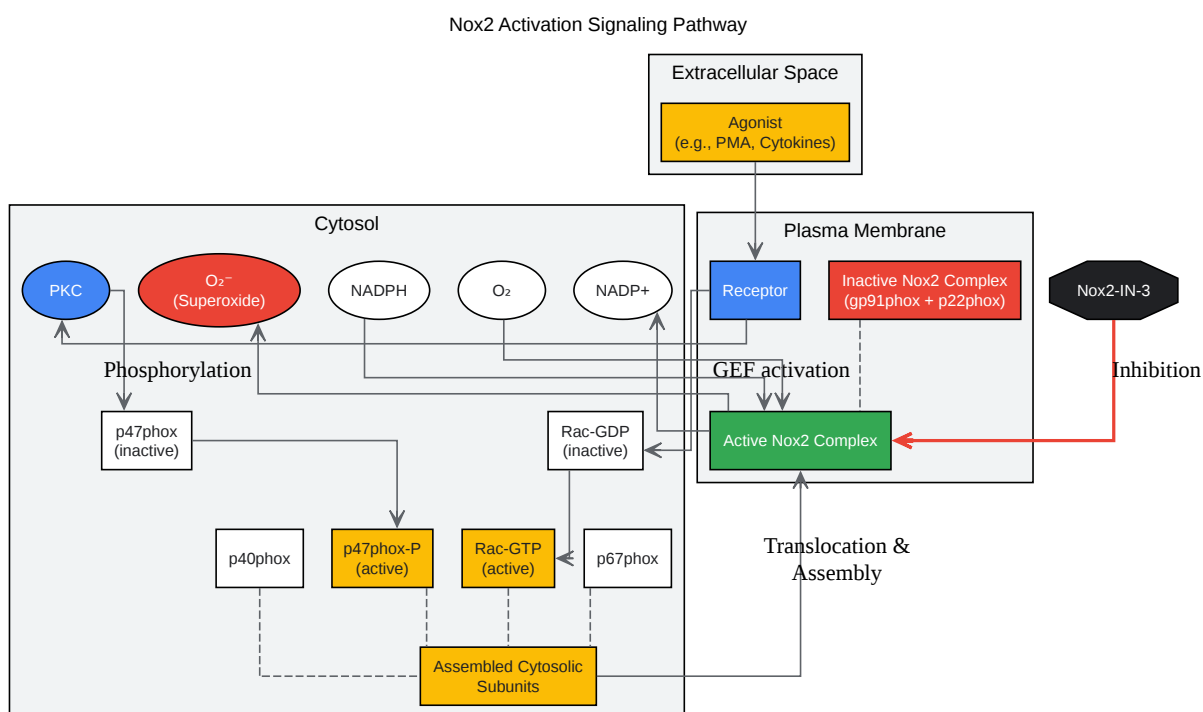 Nox2 Activation Signaling Pathway
Extracellular Space
Agonist
(e.g., PMA, Cytokines)
Cytosol
Plasma Membrane
PKC
O₂⁻
(Superoxide)
NADPH
O₂
NADP+
Receptor
Inactive Nox2 Complex
(gp91phox + p22phox)
Nox2-IN-3
Phosphorylation
GEF activation
Inhibition
p47phox
(inactive)
Rac-GDP
(inactive)
Active Nox2 Complex
p40phox
p47phox-P
(active)
Rac-GTP
(active)
p67phox
Translocation &
Assembly
Assembled Cytosolic
Subunits